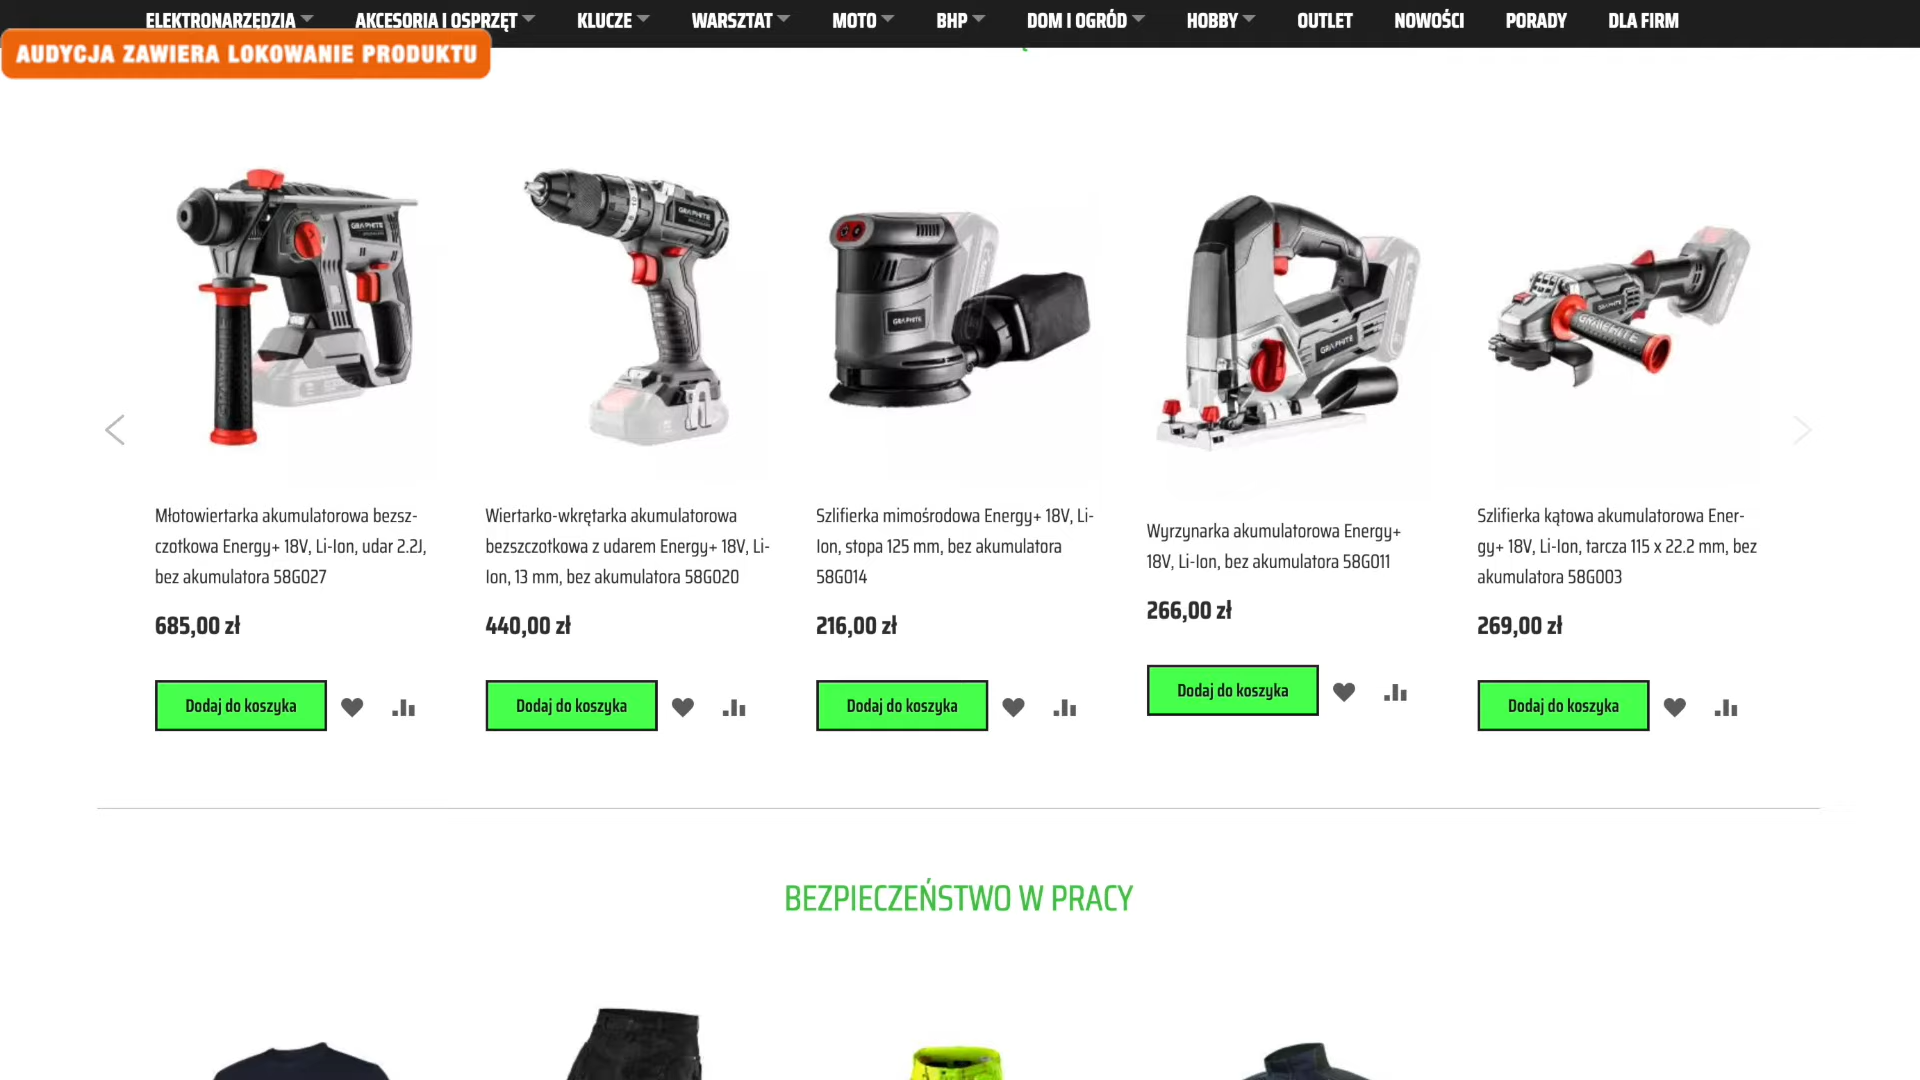 ELEKTRONARZĘDZIA AKCESORIA I OSPRZĘT KLUCZE WARSZTAT MOTO BHP DOM I OGRÓD HOBBY OUTLET NOWOŚCI PORADY DLA FIRM
AUDYCJA ZAWIERA LOKOWANIE PRODUKTU
GRAPHITE
GRAPHITE
GRAPHITE
GRAPHITE
GRAPHITE
Młotowiertarka akumulatorowa bezsz-
czotkowa Energy+ 18V, Li-Ion, udar 2.2J,
bez akumulatora 58G027
685,00 zł
Dodaj do koszyka
Wiertarko-wkrętarka akumulatorowa
bezszczotkowa z udarem Energy+ 18V, Li-
Ion, 13 mm, bez akumulatora 58G020
440,00 zł
Dodaj do koszyka
Szlifierka mimośrodowa Energy+ 18V, Li-
Ion, stopa 125 mm, bez akumulatora
58G014
216,00 zł
Dodaj do koszyka
Wyrzynarka akumulatorowa Energy+
18V, Li-Ion, bez akumulatora 58G011
266,00 zł
Dodaj do koszyka
Szlifierka kątowa akumulatorowa Ener-
gy+ 18V, Li-Ion, tarcza 115 x 22.2 mm, bez
akumulatora 58G003
269,00 zł
Dodaj do koszyka
BEZPIECZEŃSTWO W PRACY